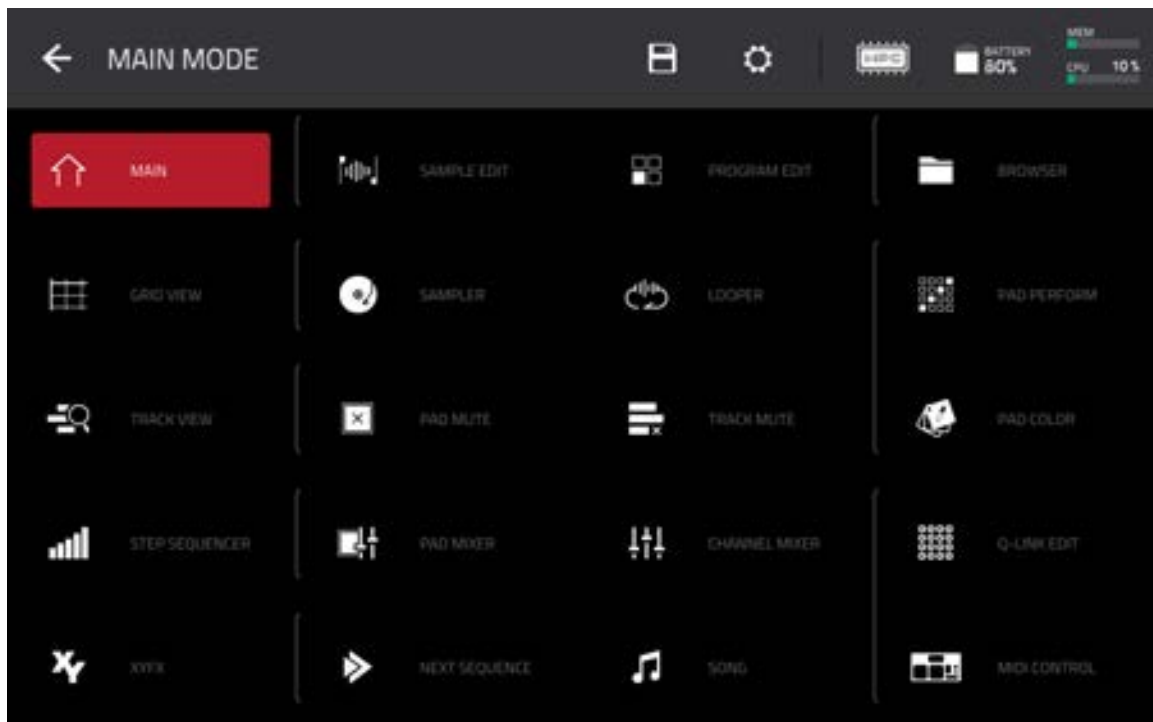 MAIN MODE
MPC
BATTERY
80%
MEM
CPU 10%
MAIN
SAMPLE EDIT
PROGRAM EDIT
BROWSER
GRID VIEW
SAMPLER
LOOPER
PAD PERFORM
TRACK VIEW
PAD MUTE
TRACK MUTE
PAD COLOR
STEP SEQUENCER
PAD MIXER
CHANNEL MIXER
Q-LINK EDIT
XY
XYFX
NEXT SEQUENCE
SONG
MIDI CONTROL